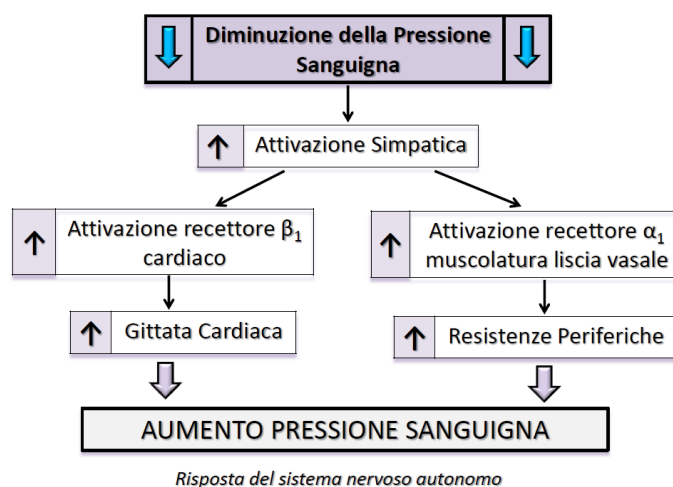 Diminuzione della Pressione
Sanguigna
↑ Attivazione Simpatica
↑ Attivazione recettore β₁
cardiaco
↑ Attivazione recettore α₁
muscolatura liscia vasale
↑ Gittata Cardiaca
↑ Resistenze Periferiche
AUMENTO PRESSIONE SANGUIGNA
Risposta del sistema nervoso autonomo